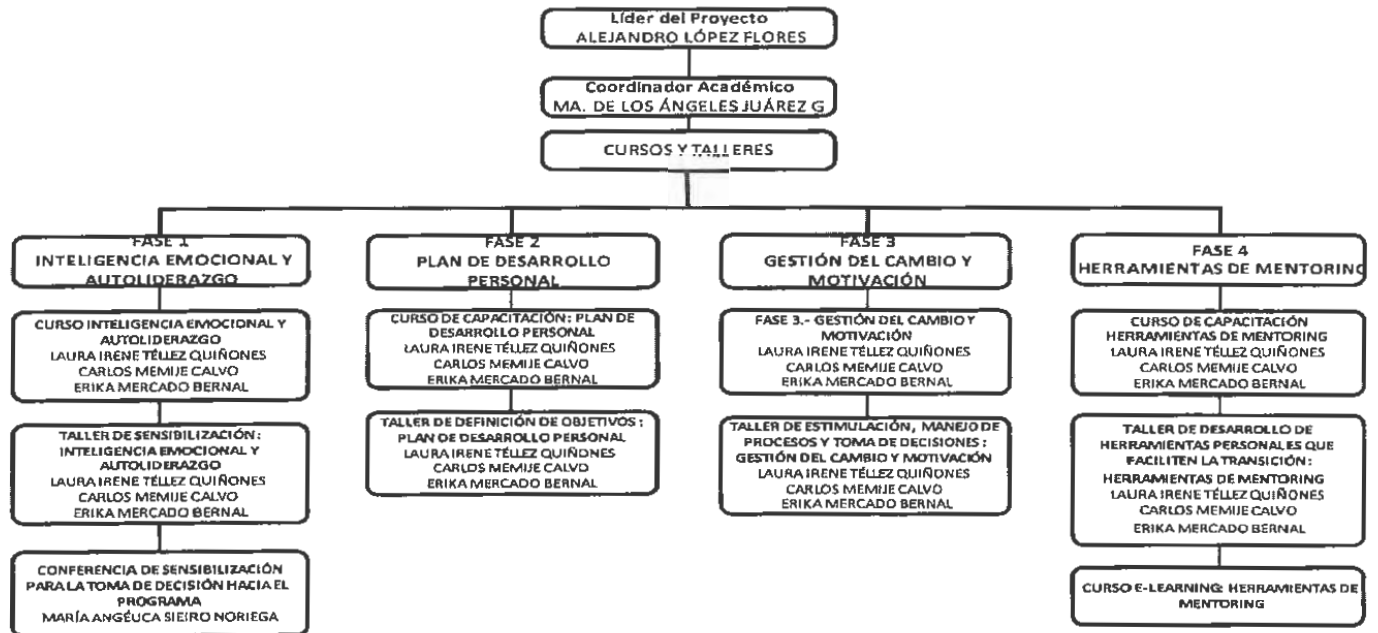 Líder del Proyecto
ALEJANDRO LÓPEZ FLORES
Coordinador Académico
MA. DE LOS ÁNGELES JUÁREZ G
CURSOS Y TALLERES
FASE 1
INTELIGENCIA EMOCIONAL Y
AUTOLIDERAZGO
CURSO INTELIGENCIA EMOCIONAL Y
AUTOLIDERAZGO
LAURA IRENE TÉLLEZ QUIÑONES
CARLOS MEMIJE CALVO
ERIKA MERCADO BERNAL
TALLER DE SENSIBILIZACIÓN:
INTELIGENCIA EMOCIONAL Y
AUTOLIDERAZGO
LAURA IRENE TÉLLEZ QUIÑONES
CARLOS MEMIJE CALVO
ERIKA MERCADO BERNAL
CONFERENCIA DE SENSIBILIZACIÓN
PARA LA TOMA DE DECISIÓN HACIA EL
PROGRAMA
MARÍA ANGÉLICA SIEIRO NORIEGA
FASE 2
PLAN DE DESARROLLO
PERSONAL
CURSO DE CAPACITACIÓN: PLAN DE
DESARROLLO PERSONAL
LAURA IRENE TÉLLEZ QUIÑONES
CARLOS MEMIJE CALVO
ERIKA MERCADO BERNAL
TALLER DE DEFINICIÓN DE OBJETIVOS:
PLAN DE DESARROLLO PERSONAL
LAURA IRENE TÉLLEZ QUIÑONES
CARLOS MEMIJE CALVO
ERIKA MERCADO BERNAL
FASE 3
GESTIÓN DEL CAMBIO Y
MOTIVACIÓN
FASE 3.- GESTIÓN DEL CAMBIO Y
MOTIVACIÓN
LAURA IRENE TÉLLEZ QUIÑONES
CARLOS MEMIJE CALVO
ERIKA MERCADO BERNAL
TALLER DE ESTIMULACIÓN, MANEJO DE
PROCESOS Y TOMA DE DECISIONES:
GESTIÓN DEL CAMBIO Y MOTIVACIÓN
LAURA IRENE TÉLLEZ QUIÑONES
CARLOS MEMIJE CALVO
ERIKA MERCADO BERNAL
FASE 4
HERRAMIENTAS DE MENTORING
CURSO DE CAPACITACIÓN
HERRAMIENTAS DE MENTORING
LAURA IRENE TÉLLEZ QUIÑONES
CARLOS MEMIJE CALVO
ERIKA MERCADO BERNAL
TALLER DE DESARROLLO DE
HERRAMIENTAS PERSONALES QUE
FACILITEN LA TRANSICIÓN:
HERRAMIENTAS DE MENTORING
LAURA IRENE TÉLLEZ QUIÑONES
CARLOS MEMIJE CALVO
ERIKA MERCADO BERNAL
CURSO E-LEARNING: HERRAMIENTAS DE
MENTORING